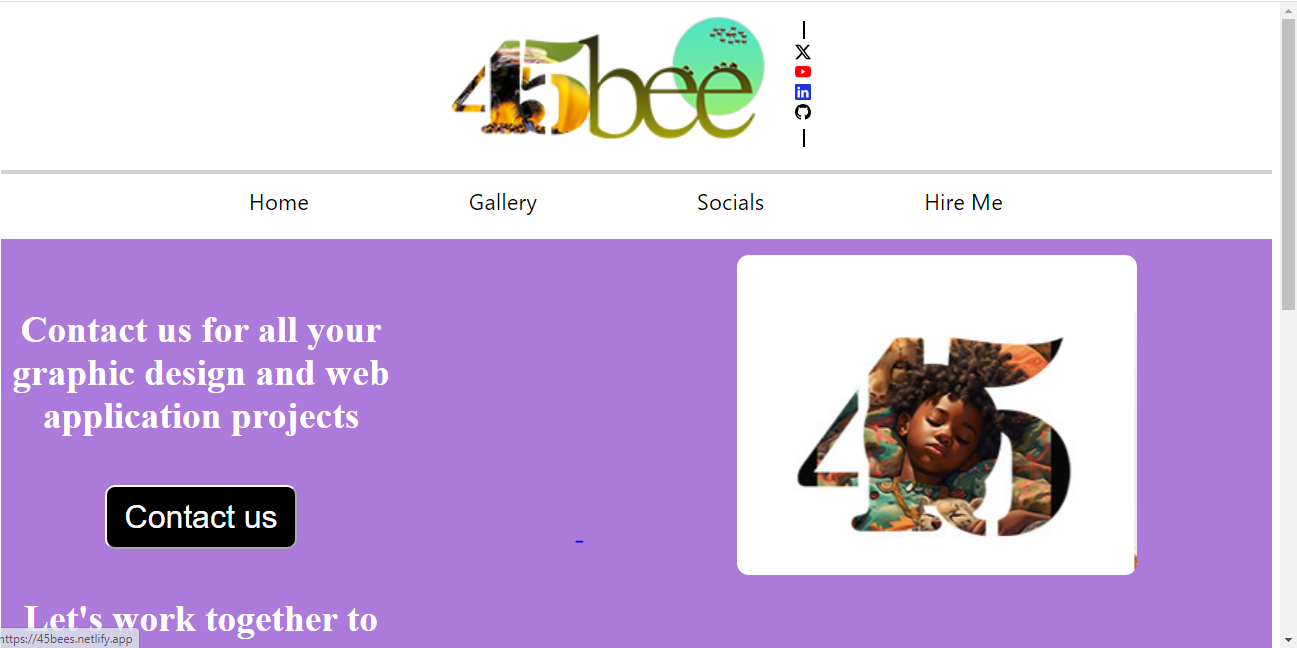 45bee
Home Gallery Socials Hire Me
Contact us for all your
graphic design and web
application projects
45
Contact us
Let's work together to
https://45bees.netlify.app